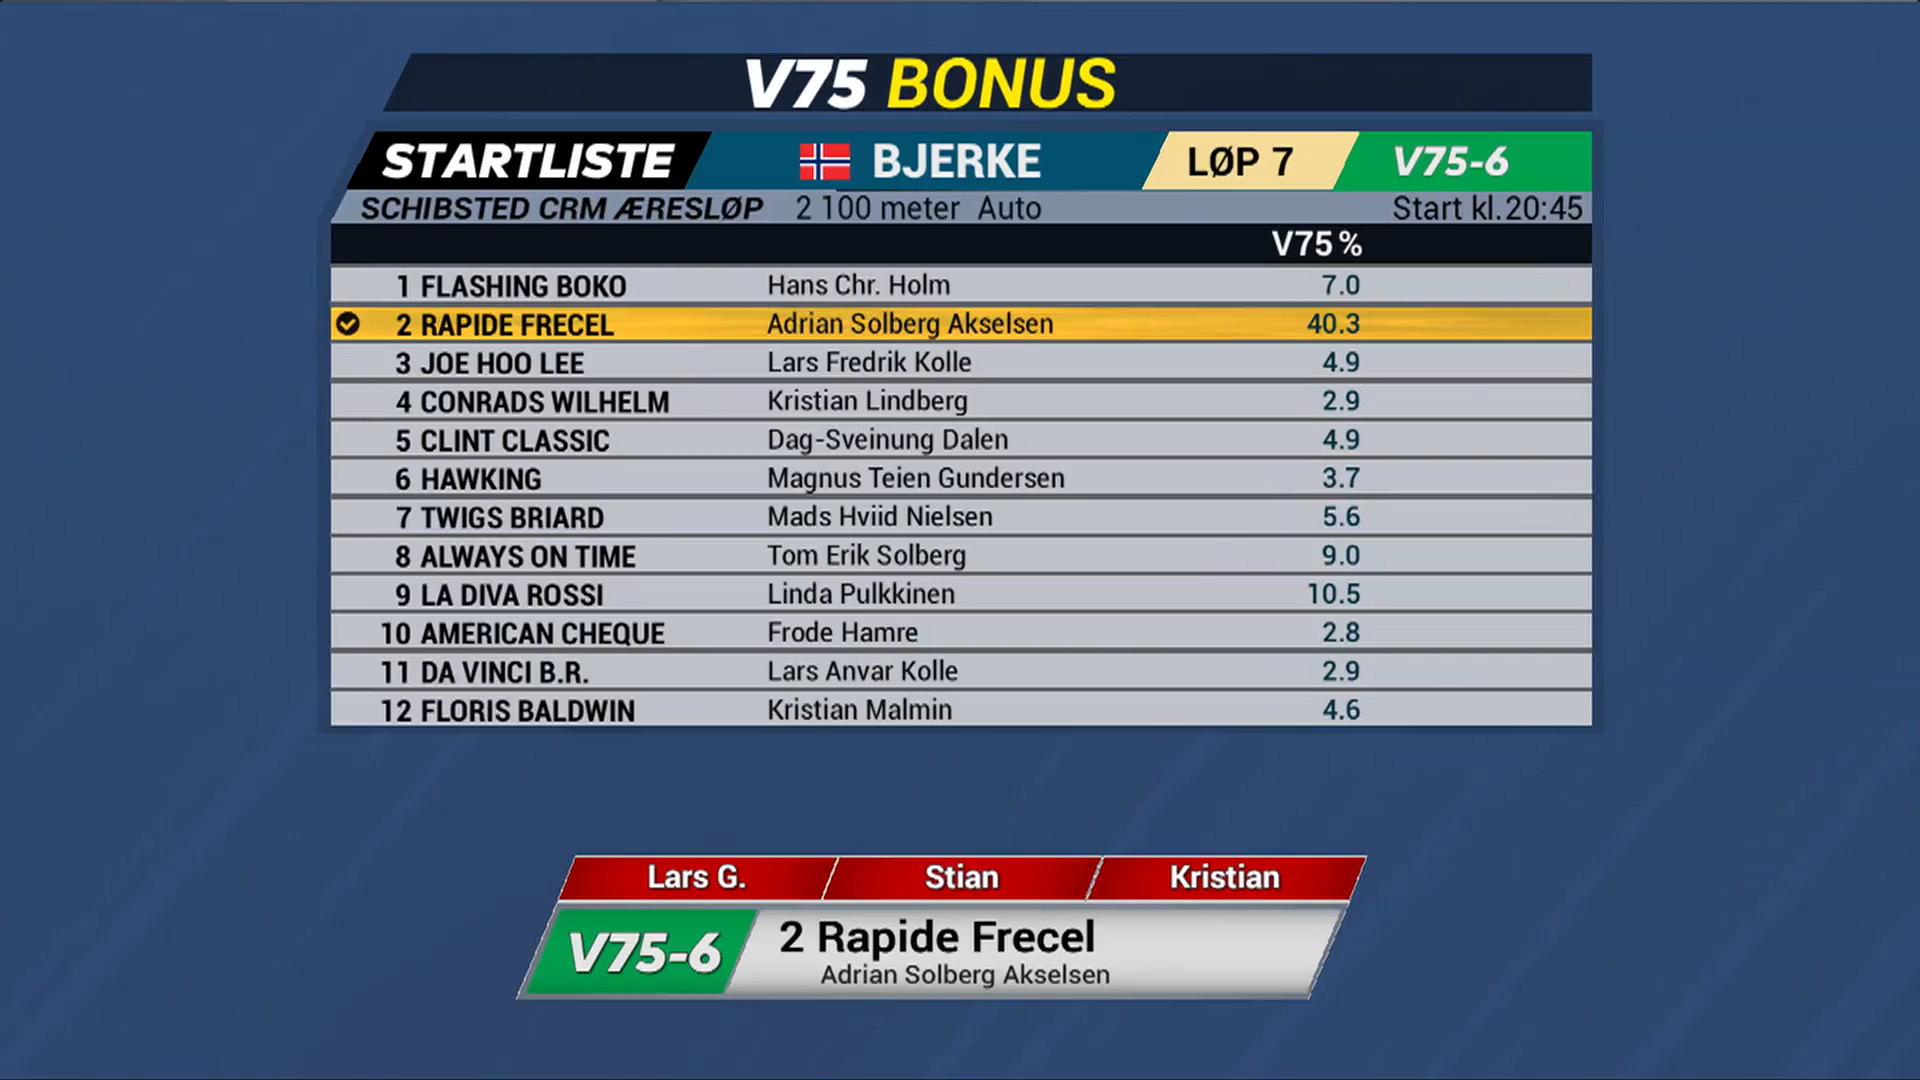 V75 BONUS
STARTLISTE BJERKE LØP 7 V75-6
SCHIBSTED CRM ÆRESLØP 2 100 meter Auto Start kl.20:45
V75%
1 FLASHING BOKO Hans Chr. Holm 7.0
2 RAPIDE FRECEL Adrian Solberg Akselsen 40.3
3 JOE HOO LEE Lars Fredrik Kolle 4.9
4 CONRADS WILHELM Kristian Lindberg 2.9
5 CLINT CLASSIC Dag-Sveinung Dalen 4.9
6 HAWKING Magnus Teien Gundersen 3.7
7 TWIGS BRIARD Mads Hviid Nielsen 5.6
8 ALWAYS ON TIME Tom Erik Solberg 9.0
9 LA DIVA ROSSI Linda Pulkkinen 10.5
10 AMERICAN CHEQUE Frode Hamre 2.8
11 DA VINCI B.R. Lars Anvar Kolle 2.9
12 FLORIS BALDWIN Kristian Malmin 4.6
Lars G. Stian Kristian
V75-6 2 Rapide Frecel
Adrian Solberg Akselsen